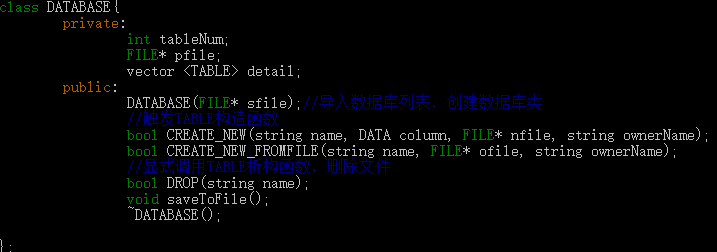 class DATABASE{
private:
int tableNum;
FILE* pfile;
vector <TABLE> detail;
public:
DATABASE(FILE* sfile);//导入数据库列表，创建数据库类
//触发TABLE构造函数
bool CREATE_NEW(string name, DATA column, FILE* nfile, string ownerName);
bool CREATE_NEW_FROMFILE(string name, FILE* ofile, string ownerName);
//显式调用TABLE析构函数，删除文件
bool DROP(string name);
void saveToFile();
~DATABASE();
};